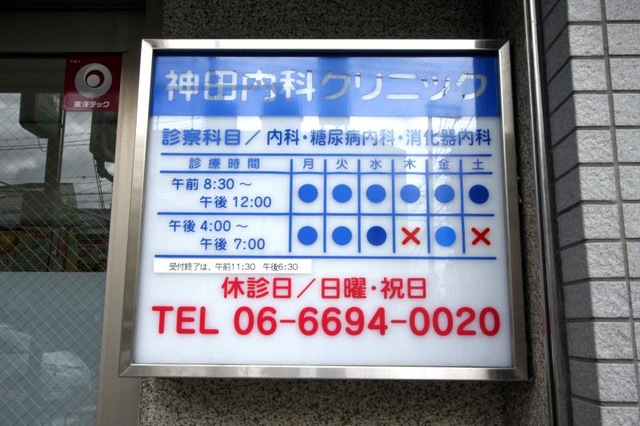 東洋テック
神田内科クリニック
診察科目／内科・糖尿病内科・消化器内科
診療時間 月 火 水 木 金 土
午前 8:30～午後 12:00 ● ● ● ● ● ●
午後 4:00～午後 7:00 ● ● ● × ● ×
受付終了は、午前11:30 午後6:30
休診日／日曜・祝日
TEL 06-6694-0020